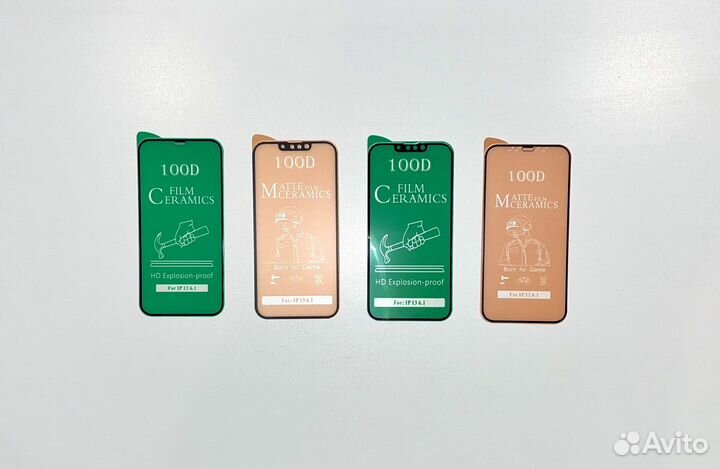 100D
FILM
CERAMICS
HD Explosion-proof
For IP 12 6.1
100D
MATTE FILM
CERAMICS
Born for Game
For: IP 13 6.1
100D
FILM
CERAMICS
HD Explosion-proof
For: IP 13 6.1
100D
MATTE FILM
CERAMICS
Born for Game
For IP 12 6.1
Avito